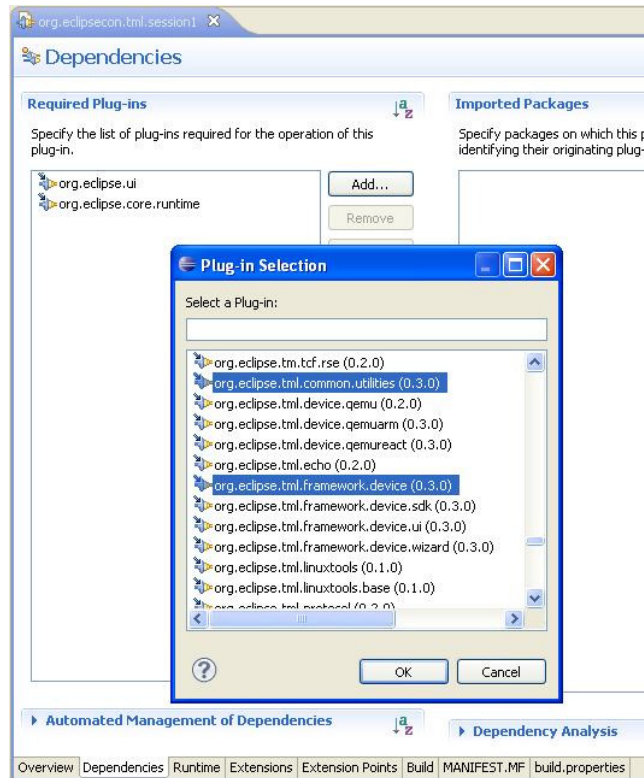 org.eclipsecon.tml.session1
Dependencies
Required Plug-ins
a
z
Specify the list of plug-ins required for the operation of this
plug-in.
org.eclipse.ui
org.eclipse.core.runtime
Add...
Remove
Imported Packages
Specify packages on which this p
identifying their originating plug-
Plug-in Selection
Select a Plug-in:
org.eclipse.tm.tcf.rse (0.2.0)
org.eclipse.tml.common.utilities (0.3.0)
org.eclipse.tml.device.qemu (0.2.0)
org.eclipse.tml.device.qemuarm (0.3.0)
org.eclipse.tml.device.qemureact (0.3.0)
org.eclipse.tml.echo (0.2.0)
org.eclipse.tml.framework.device (0.3.0)
org.eclipse.tml.framework.device.sdk (0.3.0)
org.eclipse.tml.framework.device.ui (0.3.0)
org.eclipse.tml.framework.device.wizard (0.3.0)
org.eclipse.tml.linuxtools (0.1.0)
org.eclipse.tml.linuxtools.base (0.1.0)
org.eclipse.tml.protocol (0.2.0)
?
OK
Cancel
Automated Management of Dependencies
a
z
Dependency Analysis
Overview Dependencies Runtime Extensions Extension Points Build MANIFEST.MF build.properties